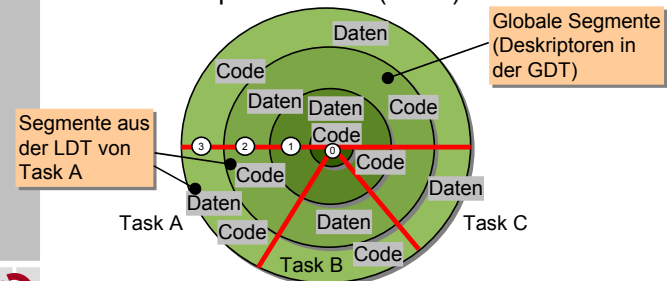 Globale Segmente
(Deskriptoren in
der GDT)
Daten
Code
Daten
Daten
Code
Code
Segmente aus
der LDT von
Task A
3
2
1
0
Code
Code
Daten
Daten
Task A
Code
Daten
Task C
Code
Task B